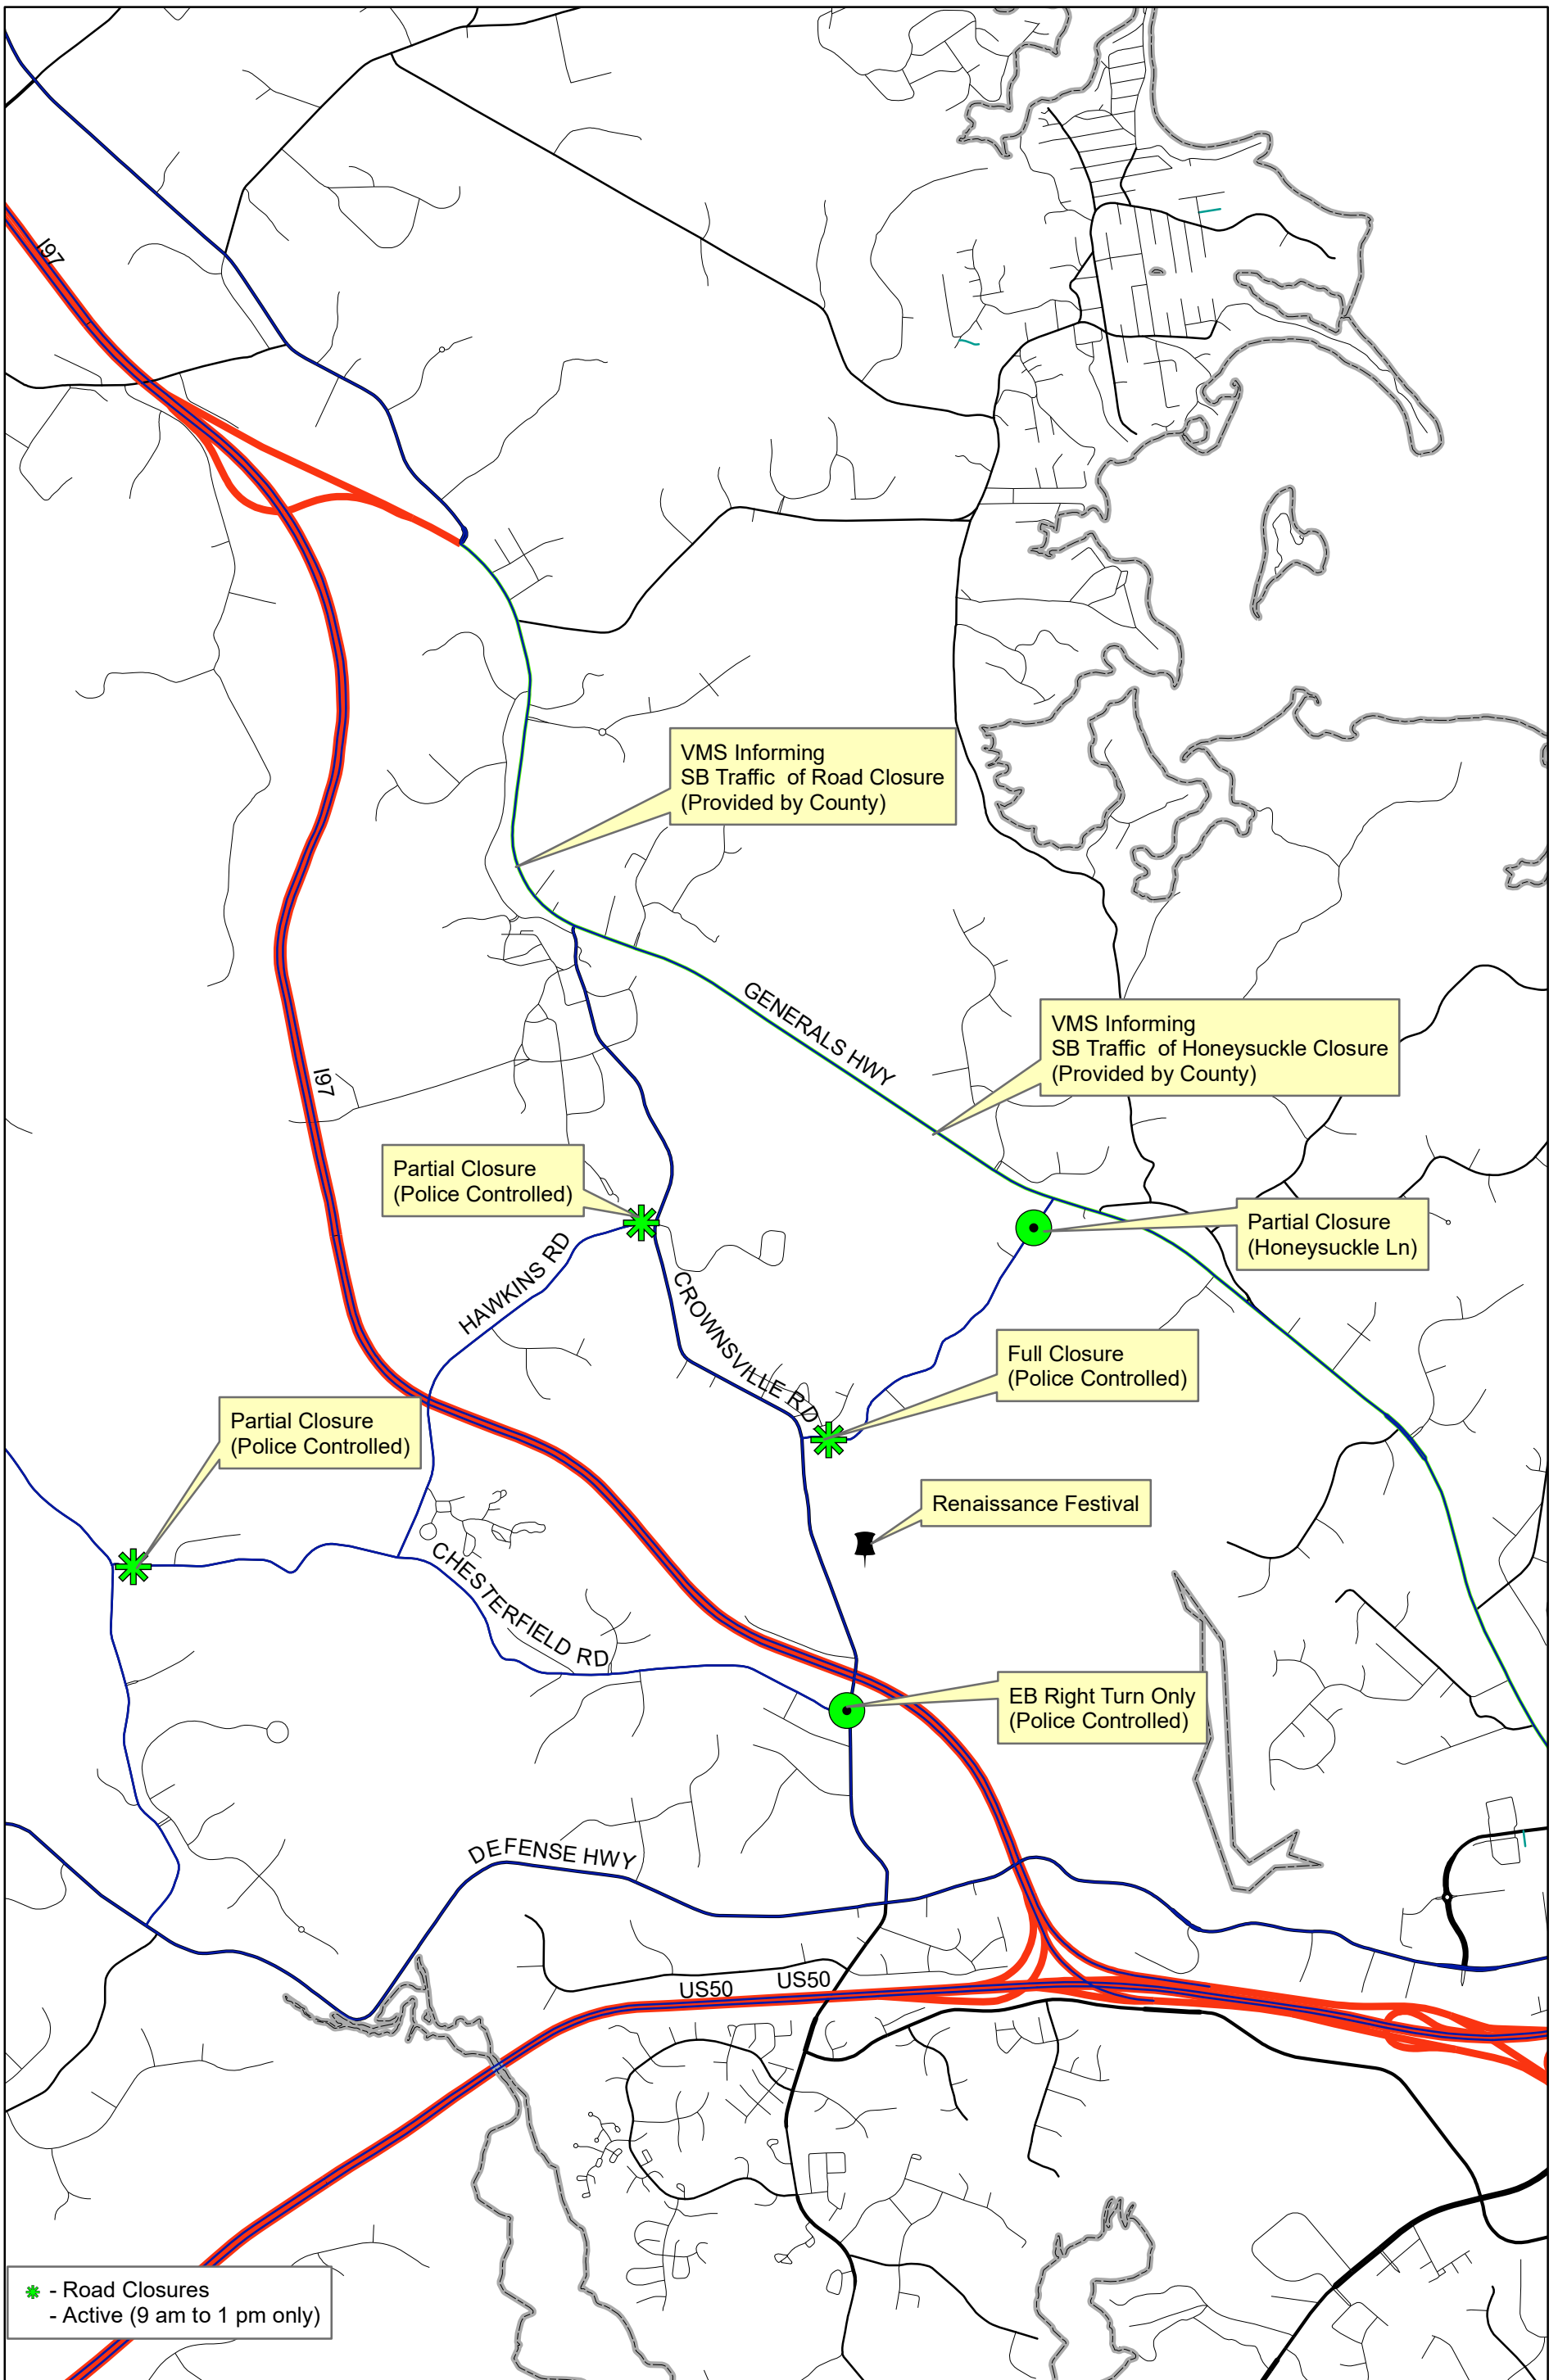 I97
VMS Informing
SB Traffic of Road Closure
(Provided by County)
GENERALS HWY
VMS Informing
SB Traffic of Honeysuckle Closure
(Provided by County)
I97
Partial Closure
(Police Controlled)
Partial Closure
(Honeysuckle Ln)
HAWKINS RD
CROWNSVILLE RD
Full Closure
(Police Controlled)
Partial Closure
(Police Controlled)
Renaissance Festival
CHESTERFIELD RD
EB Right Turn Only
(Police Controlled)
DEFENSE HWY
US50
US50
- Road Closures
- Active (9 am to 1 pm only)